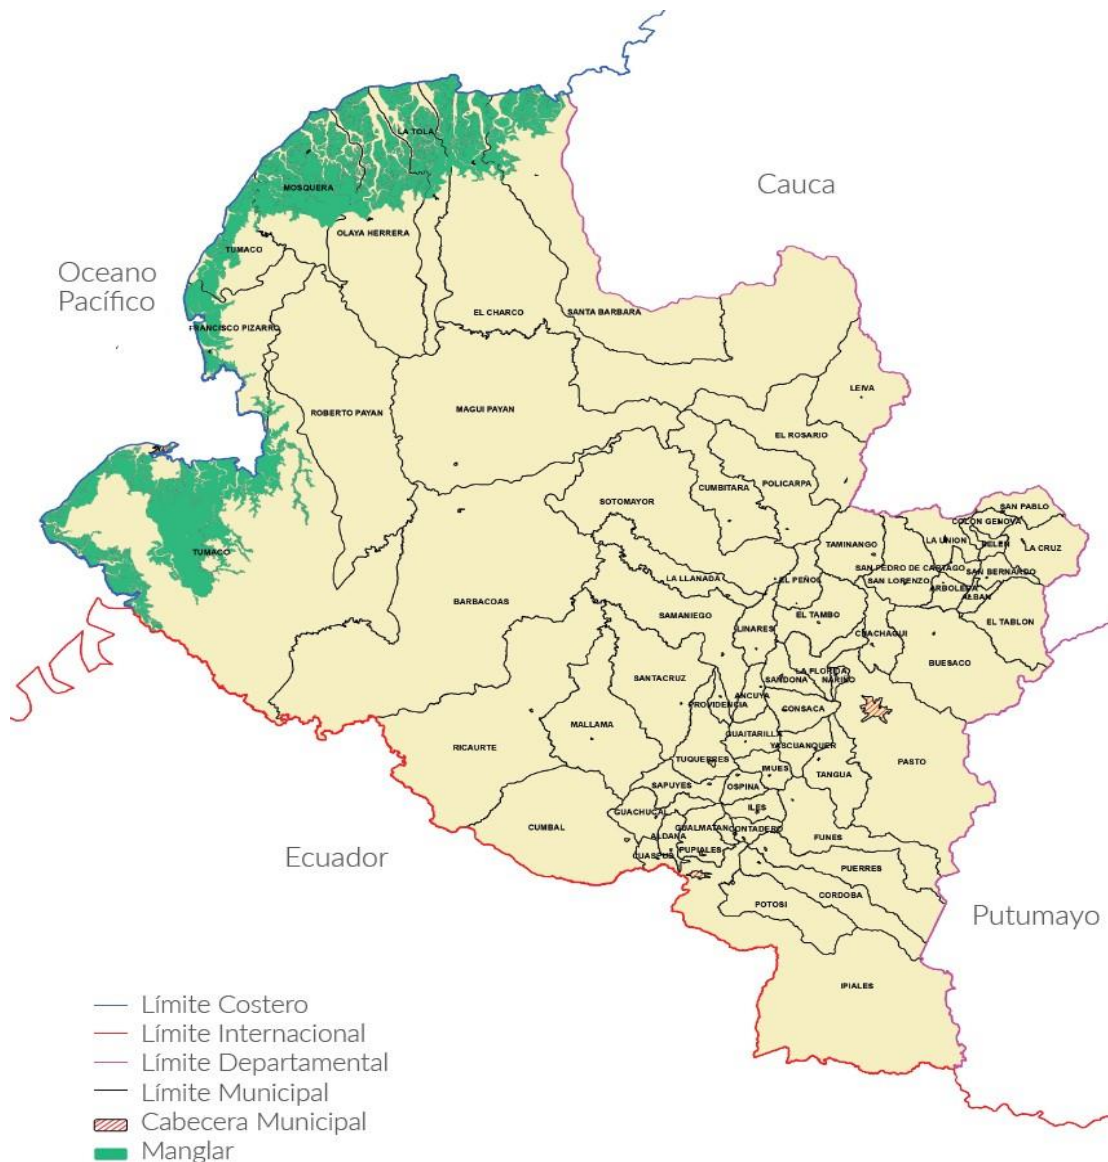 Cauca
LA TOLA
MOSQUERA
OLAYA HERRERA
TUMACO
Oceano
Pacífico
EL CHARCO
SANTA BARBARA
FRANCISCO PIZARRO
LEIVA
ROBERTO PAYAN
MAGUI PAYAN
EL ROSARIO
POLICARPA
CUMBITARA
SOTOMAYOR
SAN PABLO
COLON GENOVA
TAMINANGO
LA UNION
BELEN
LA CRUZ
TUMACO
SAN PEDRO DE CARTAGO
SAN BERNARDO
LA LLANADA
EL PEÑOL
SAN LORENZO
ARBOLEDA
ALBAN
BARBACOAS
SAMANIEGO
EL TAMBO
LINARES
EL TABLON
CHACHAGUI
BUESACO
LA FLORIDA
SANTACRUZ
SANDONA
NARIÑO
ANCUYA
PROVIDENCIA
CONSACA
MALLAMA
GUAITARILLA
YASCUANQUER
RICAURTE
TUQUERRES
PASTO
IMUES
TANGUA
SAPUYES
OSPINA
GUACHUCAL
ILES
CUMBAL
GUALMATAN
CONTADERO
ALDANA
FUNES
PUPIALES
Ecuador
PUERRES
CORDOBA
POTOSI
Putumayo
IPIALES
Límite Costero
Límite Internacional
Límite Departamental
Límite Municipal
Cabecera Municipal
Manglar